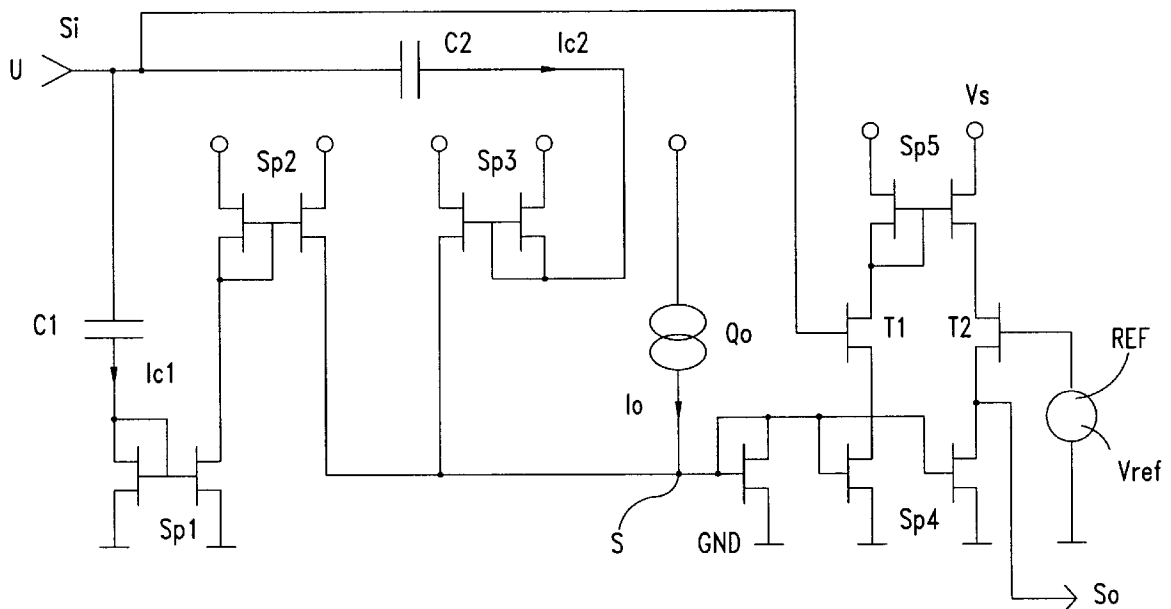 Si
U
C2
Ic2
Vs
Sp2
Sp3
Sp5
C1
Ic1
Qo
T1
T2
REF
Io
Vref
Sp1
S
GND
Sp4
So